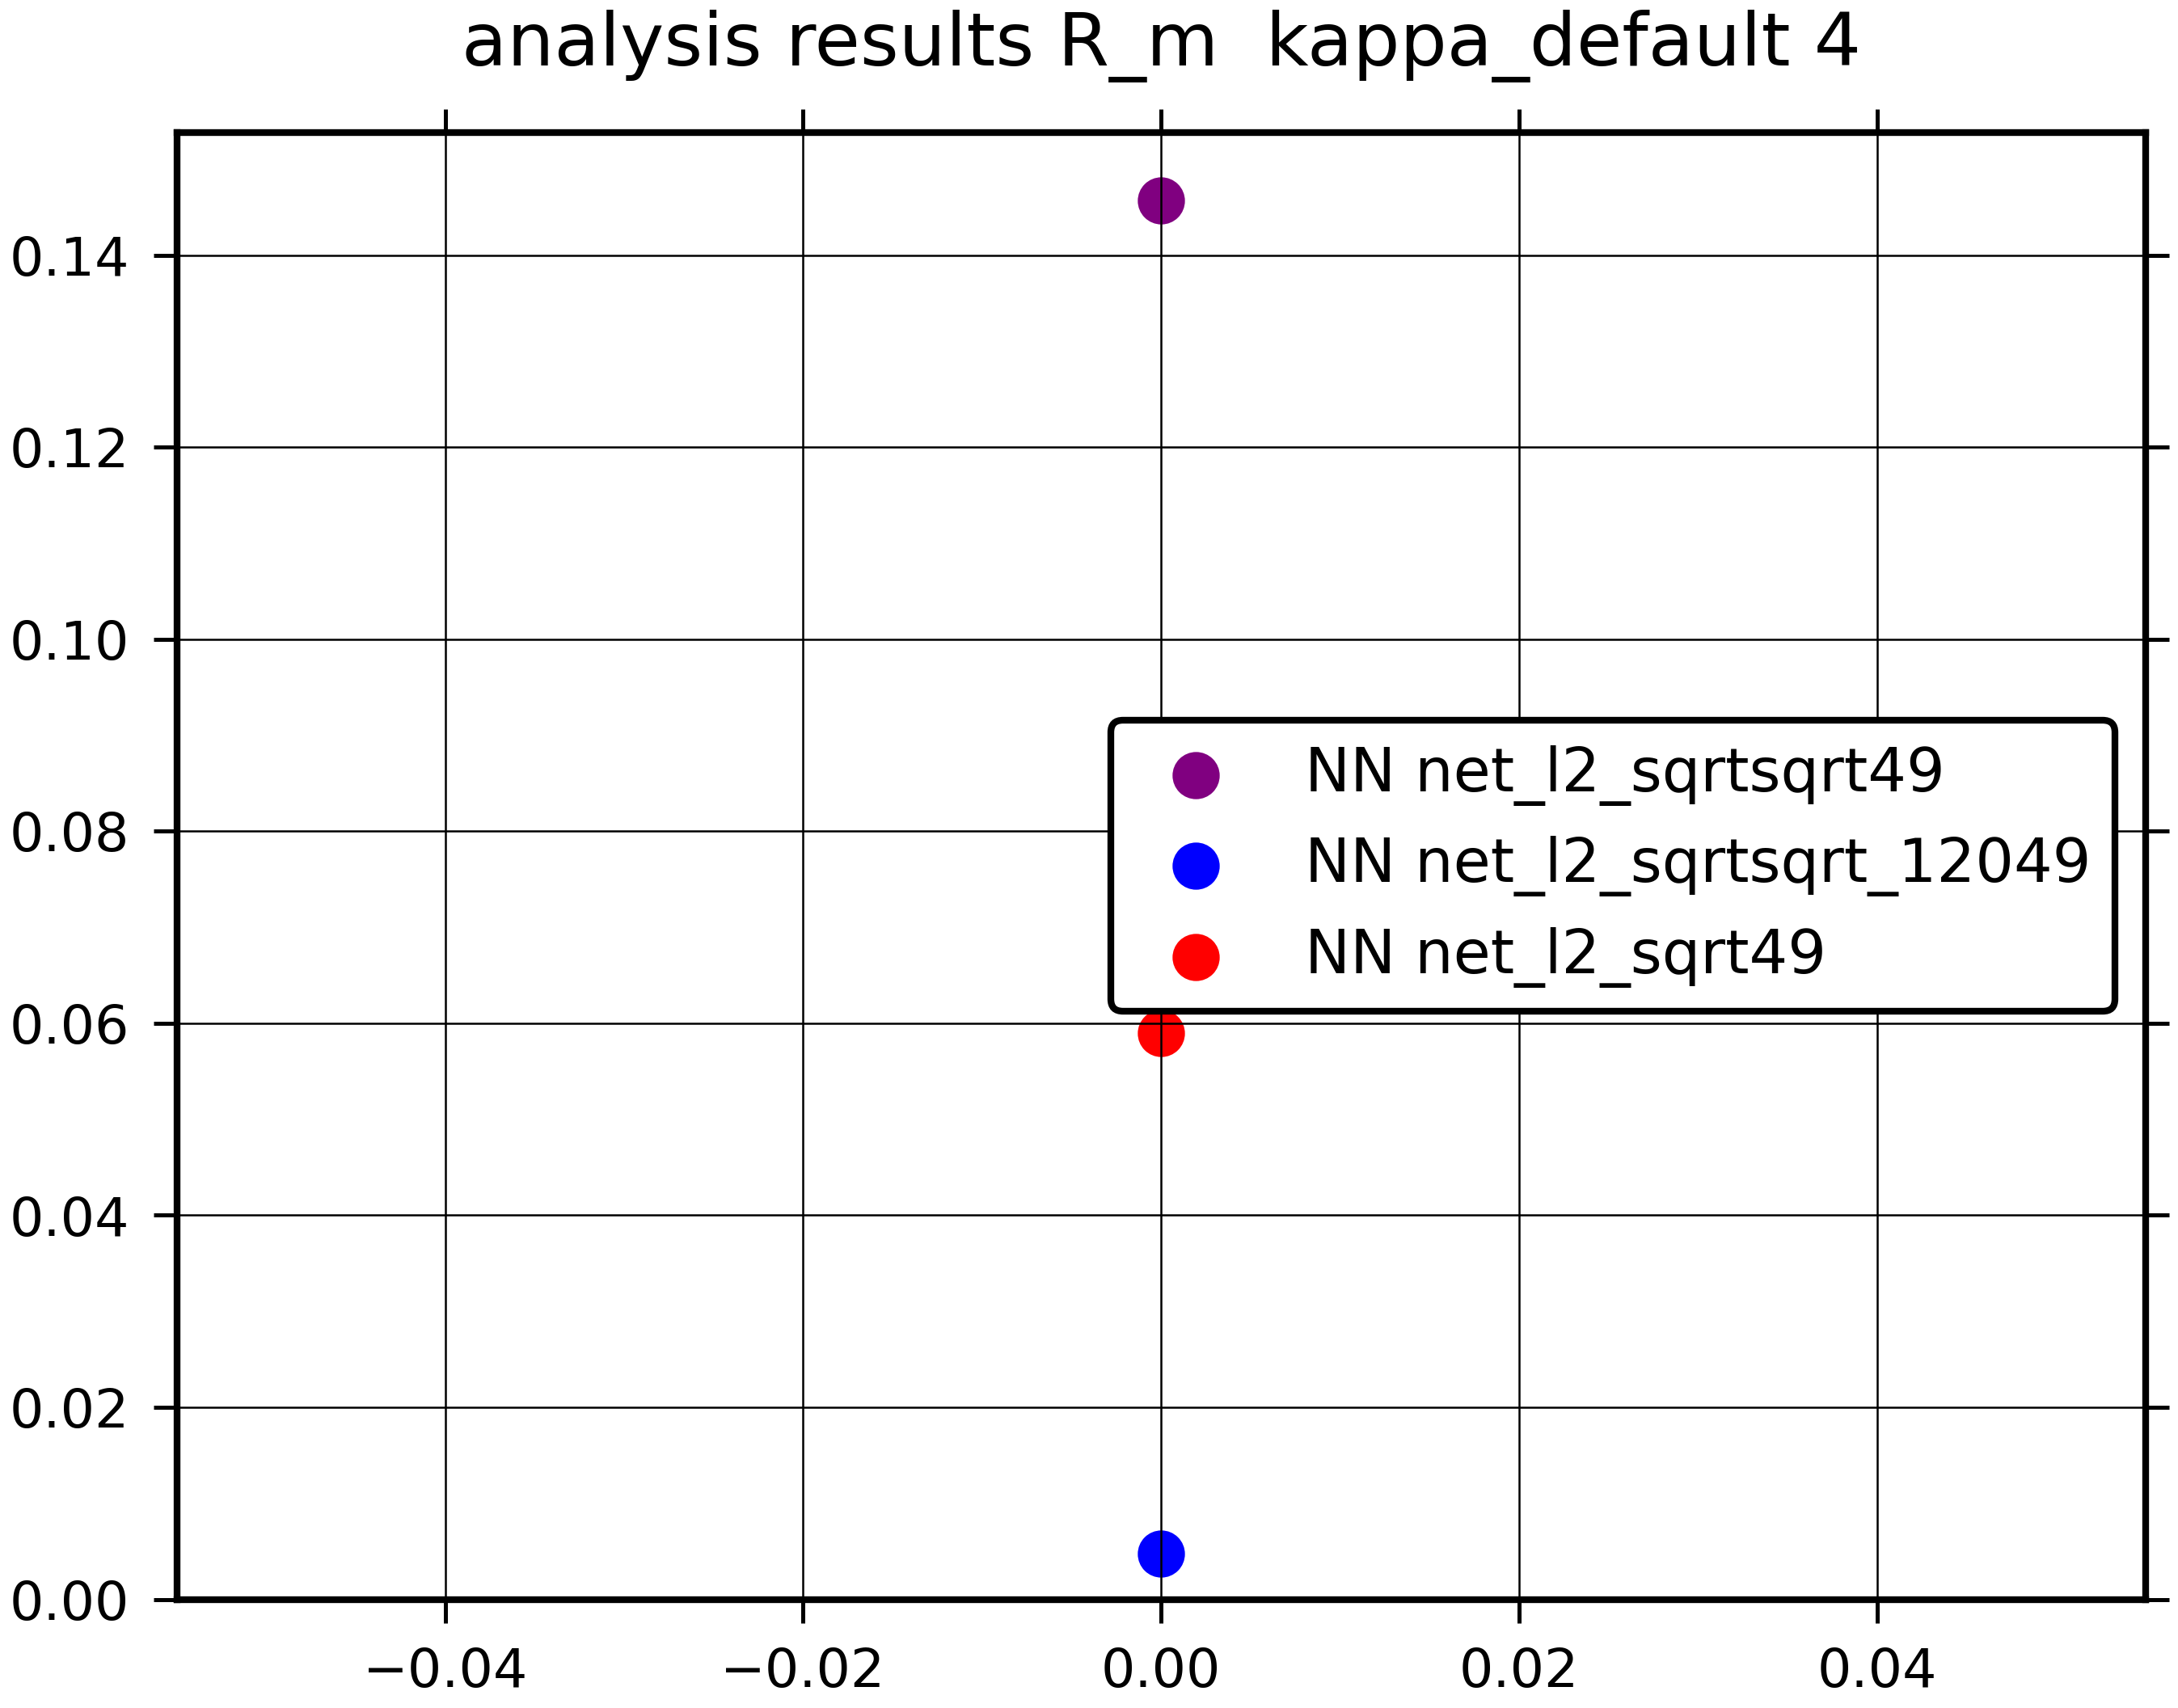 analysis results R_m  kappa_default 4
0.14
0.12
0.10
0.08
0.06
0.04
0.02
0.00
NN net_l2_sqrtsqrt49
NN net_l2_sqrtsqrt_12049
NN net_l2_sqrt49
−0.04 −0.02 0.00 0.02 0.04